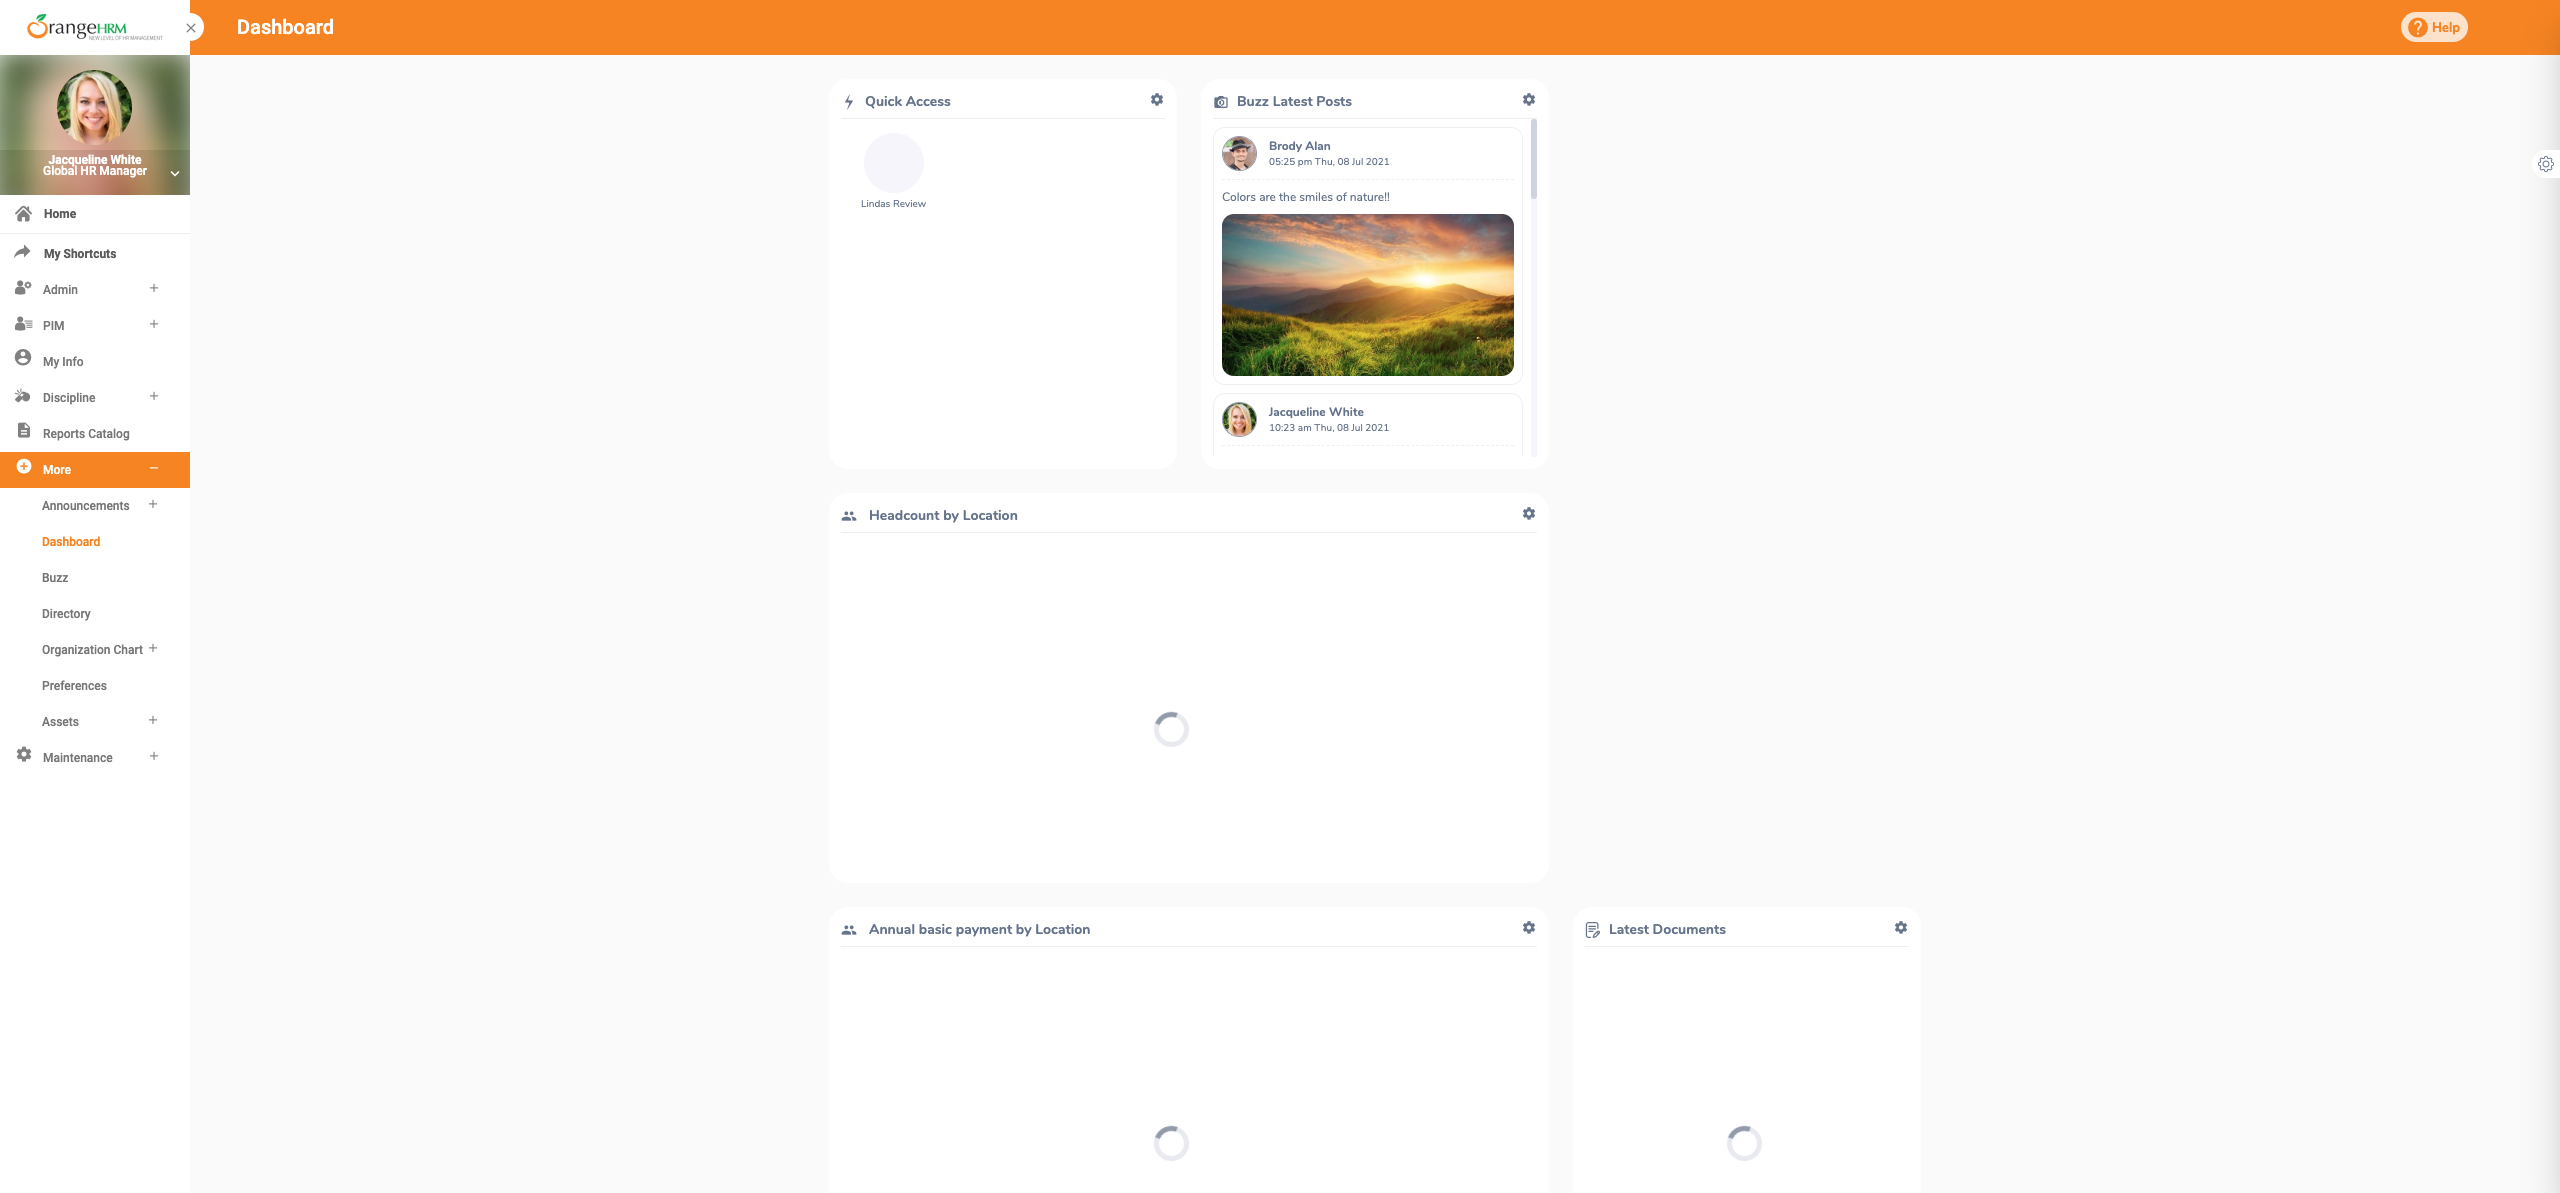 OrangeHRM
NEW LEVEL OF HR MANAGEMENT
Dashboard
Help
Jacqueline White
Global HR Manager
Home
My Shortcuts
Admin
PIM
My Info
Discipline
Reports Catalog
More
Announcements
Dashboard
Buzz
Directory
Organization Chart
Preferences
Assets
Maintenance
Quick Access
Lindas Review
Buzz Latest Posts
Brody Alan
05:25 pm Thu, 08 Jul 2021
Colors are the smiles of nature!!
Jacqueline White
10:23 am Thu, 08 Jul 2021
Headcount by Location
Annual basic payment by Location
Latest Documents